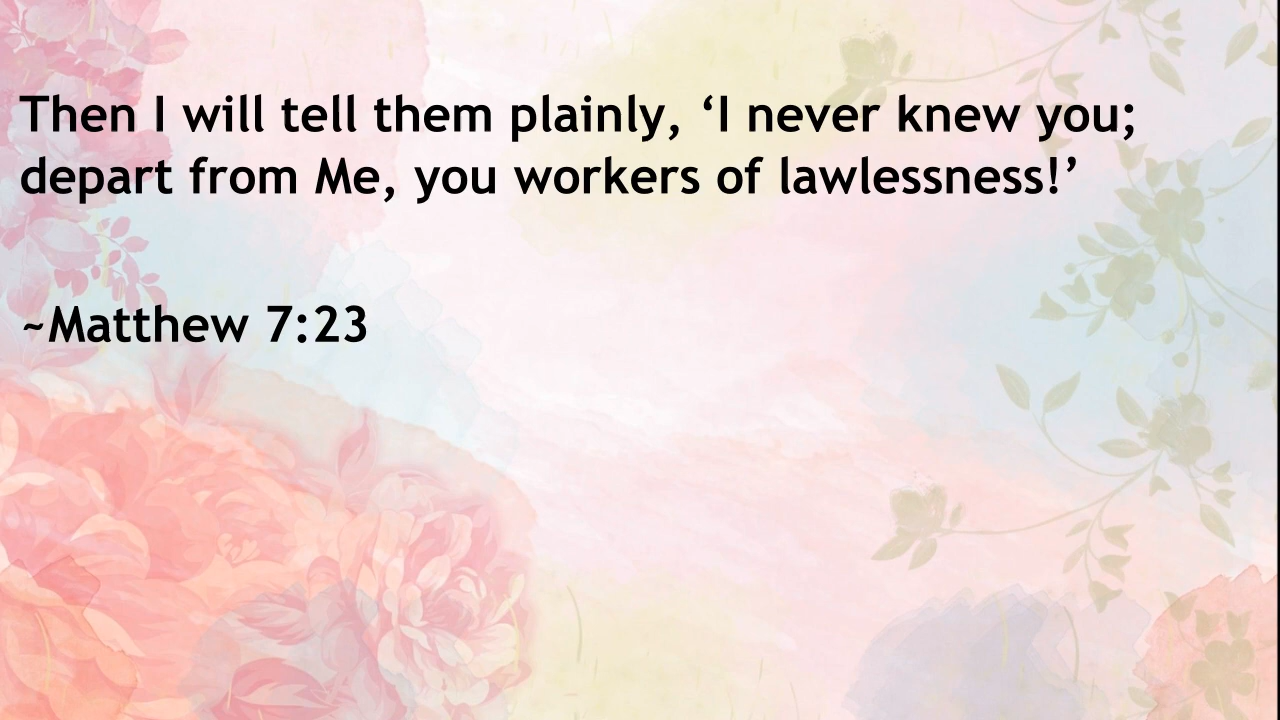 Then I will tell them plainly, ‘I never knew you;
depart from Me, you workers of lawlessness!’
~Matthew 7:23